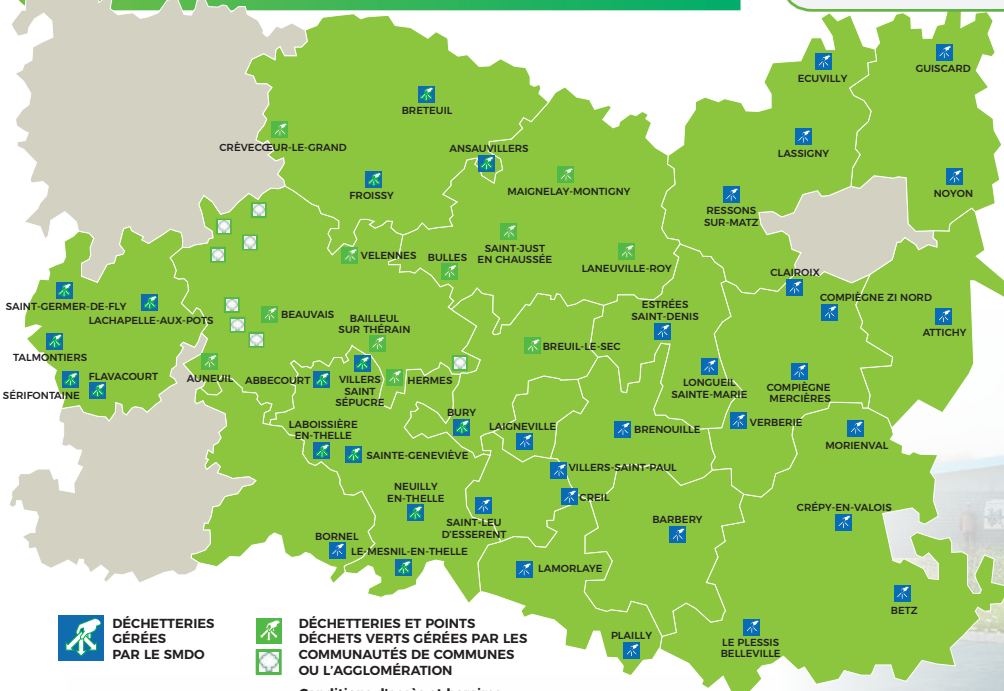 ECUVILLY
GUISCARD
BRETEUIL
CRÈVECŒUR-LE-GRAND
ANSAUVILLERS
LASSIGNY
MAIGNELAY-MONTIGNY
FROISSY
NOYON
RESSONS
SUR-MATZ
VELENNES
BULLES
SAINT-JUST
EN CHAUSSÉE
LANEUVILLE-ROY
CLAIROIX
SAINT-GERMER-DE-FLY
LACHAPELLE-AUX-POTS
BEAUVAIS
BAILLEUL
SUR THÉRAIN
ESTRÉES
SAINT-DENIS
COMPIÈGNE ZI NORD
ATTICHY
TALMONTIERS
BREUIL-LE-SEC
FLAVACOURT
SÉRIFONTAINE
AUNEUIL
ABBECOURT
VILLERS
SAINT
SÉPUCRE
HERMES
LONGUEIL
SAINTE-MARIE
COMPIÈGNE
MERCIÈRES
BURY
LABOISSIÈRE
EN-THELLE
LAIGNEVILLE
BRENOUILLE
VERBERIE
MORIENVAL
SAINTE-GENEVIÈVE
VILLERS-SAINT-PAUL
NEUILLY
EN-THELLE
CREIL
SAINT-LEU
D'ESSERENT
BARBERY
CRÉPY-EN-VALOIS
BORNEL
LE-MESNIL-EN-THELLE
LAMORLAYE
BETZ
PLAILLY
LE PLESSIS
BELLEVILLE
DÉCHETTERIES
GÉRÉES
PAR LE SMDO
DÉCHETTERIES ET POINTS
DÉCHETS VERTS GÉRÉES PAR LES
COMMUNAUTÉS DE COMMUNES
OU L'AGGLOMÉRATION